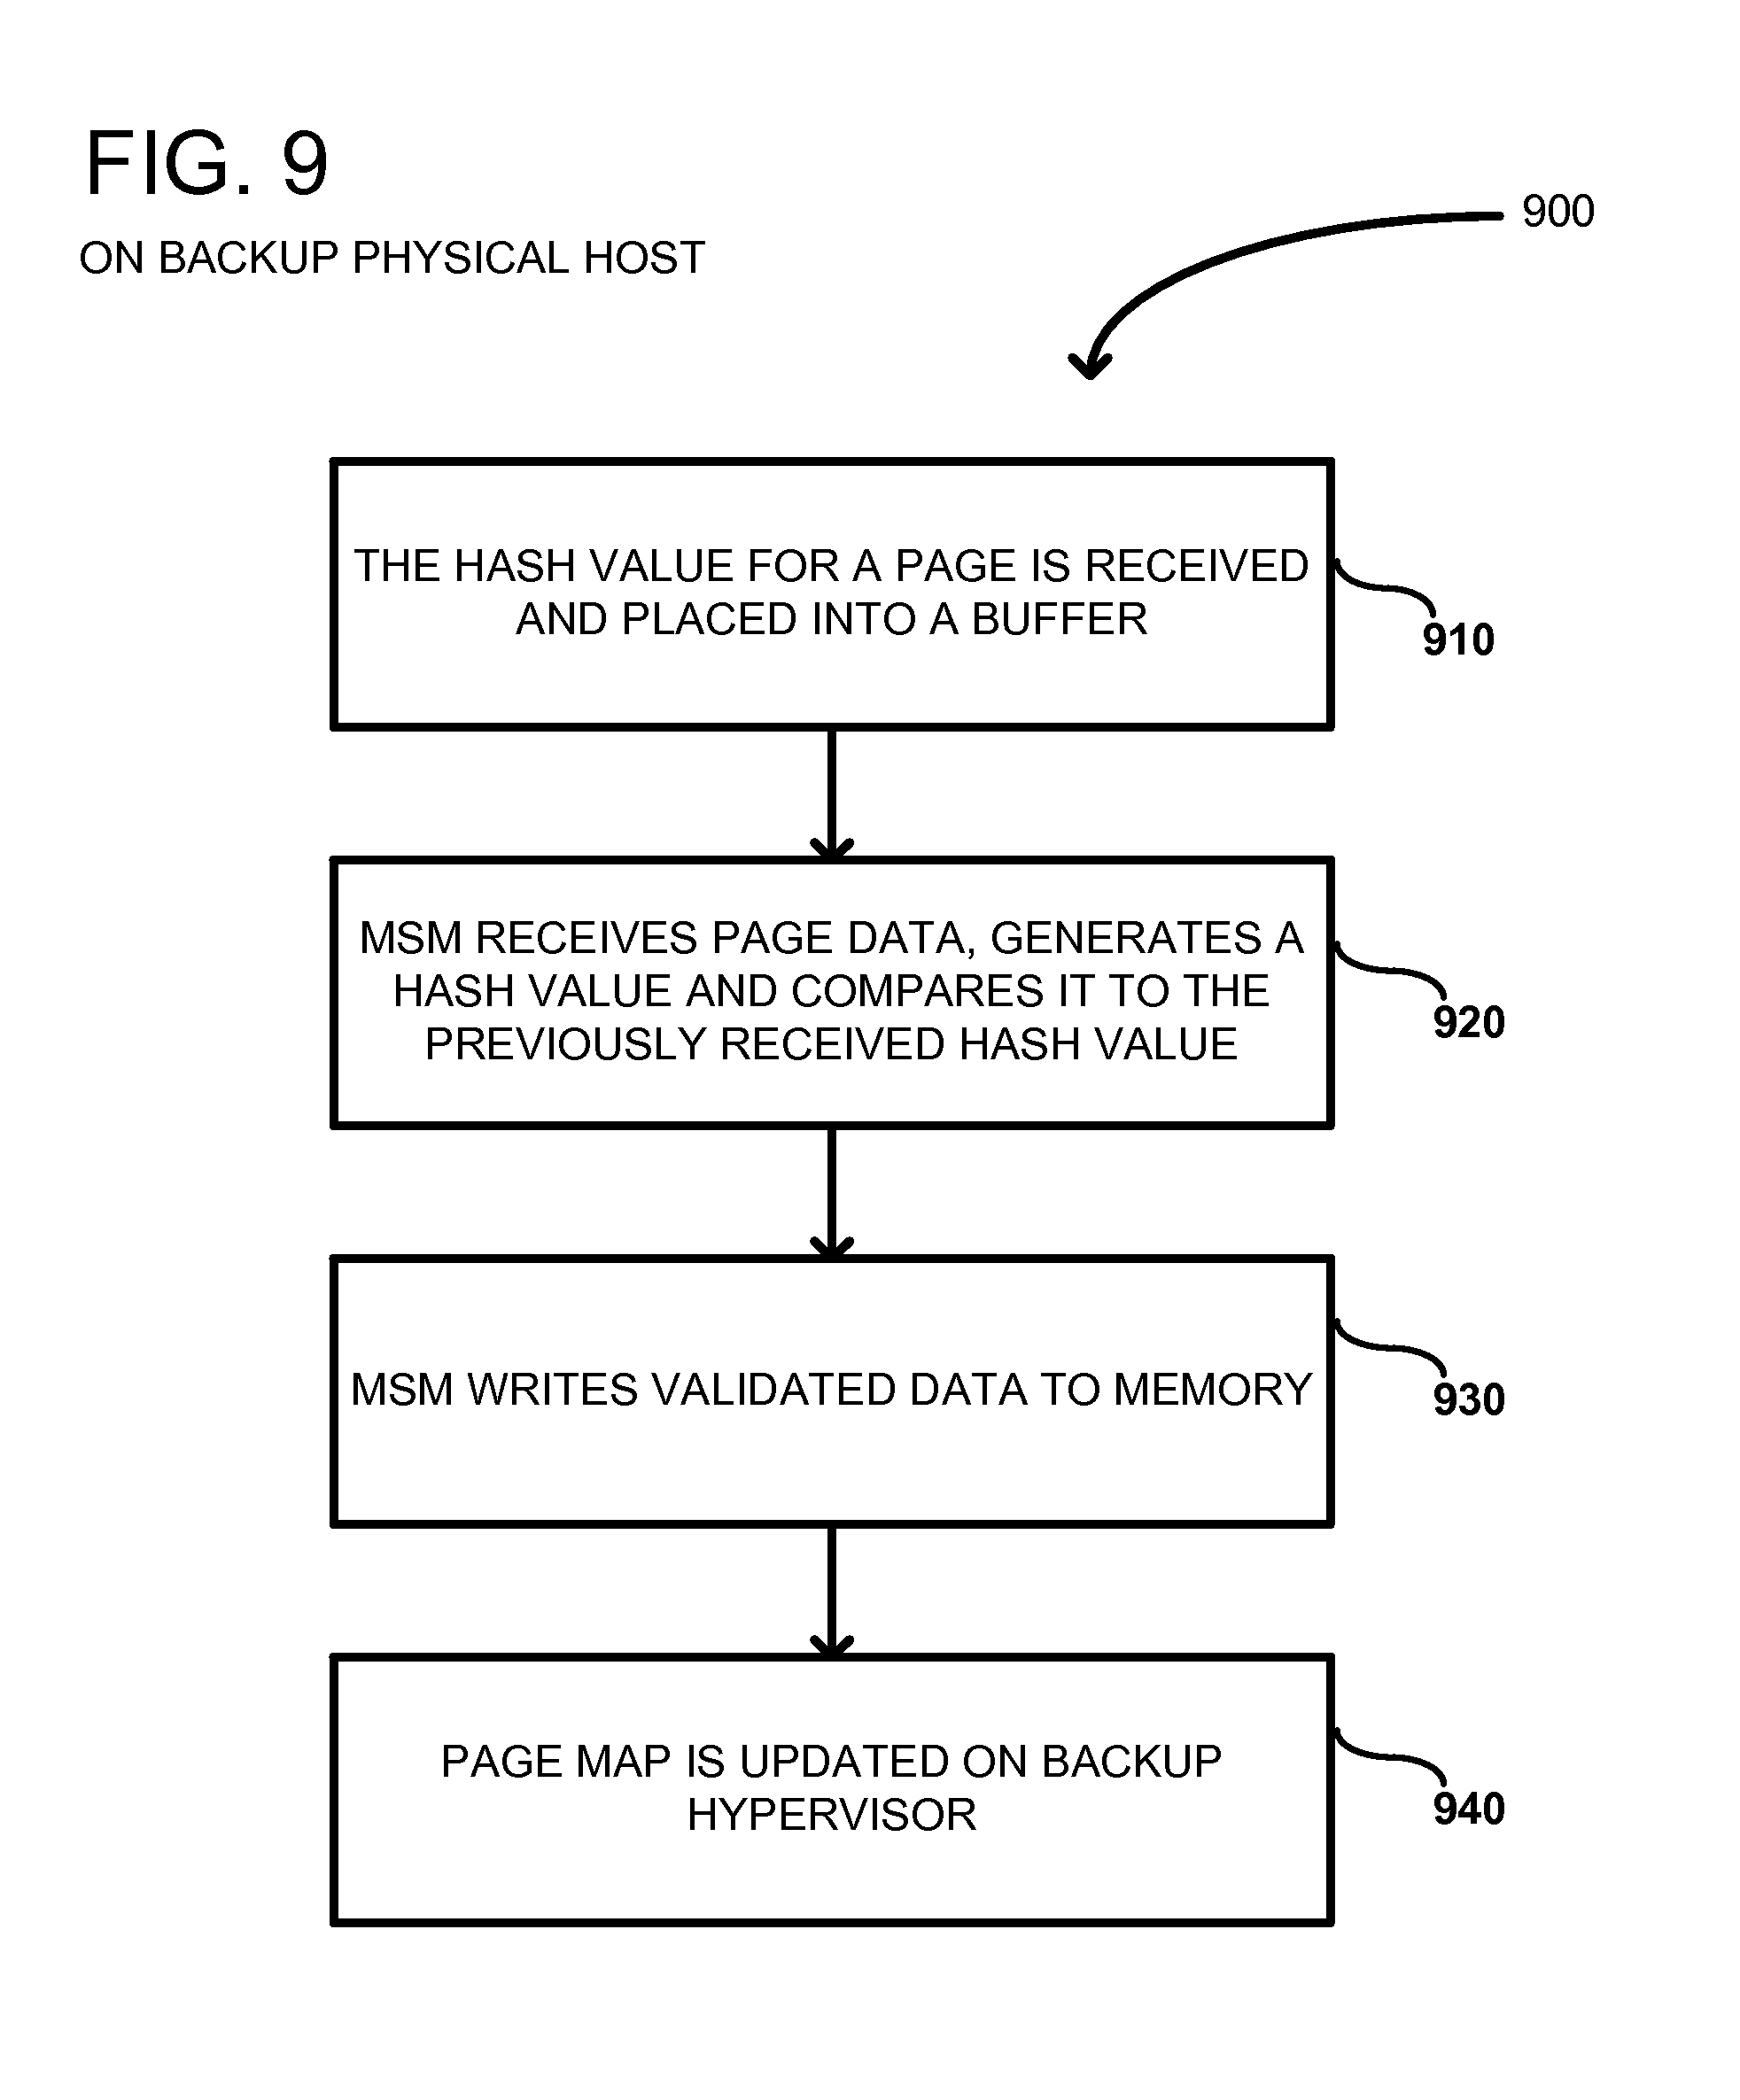 FIG. 9
ON BACKUP PHYSICAL HOST
900
THE HASH VALUE FOR A PAGE IS RECEIVED
AND PLACED INTO A BUFFER
910
MSM RECEIVES PAGE DATA, GENERATES A
HASH VALUE AND COMPARES IT TO THE
PREVIOUSLY RECEIVED HASH VALUE
920
MSM WRITES VALIDATED DATA TO MEMORY
930
PAGE MAP IS UPDATED ON BACKUP
HYPERVISOR
940